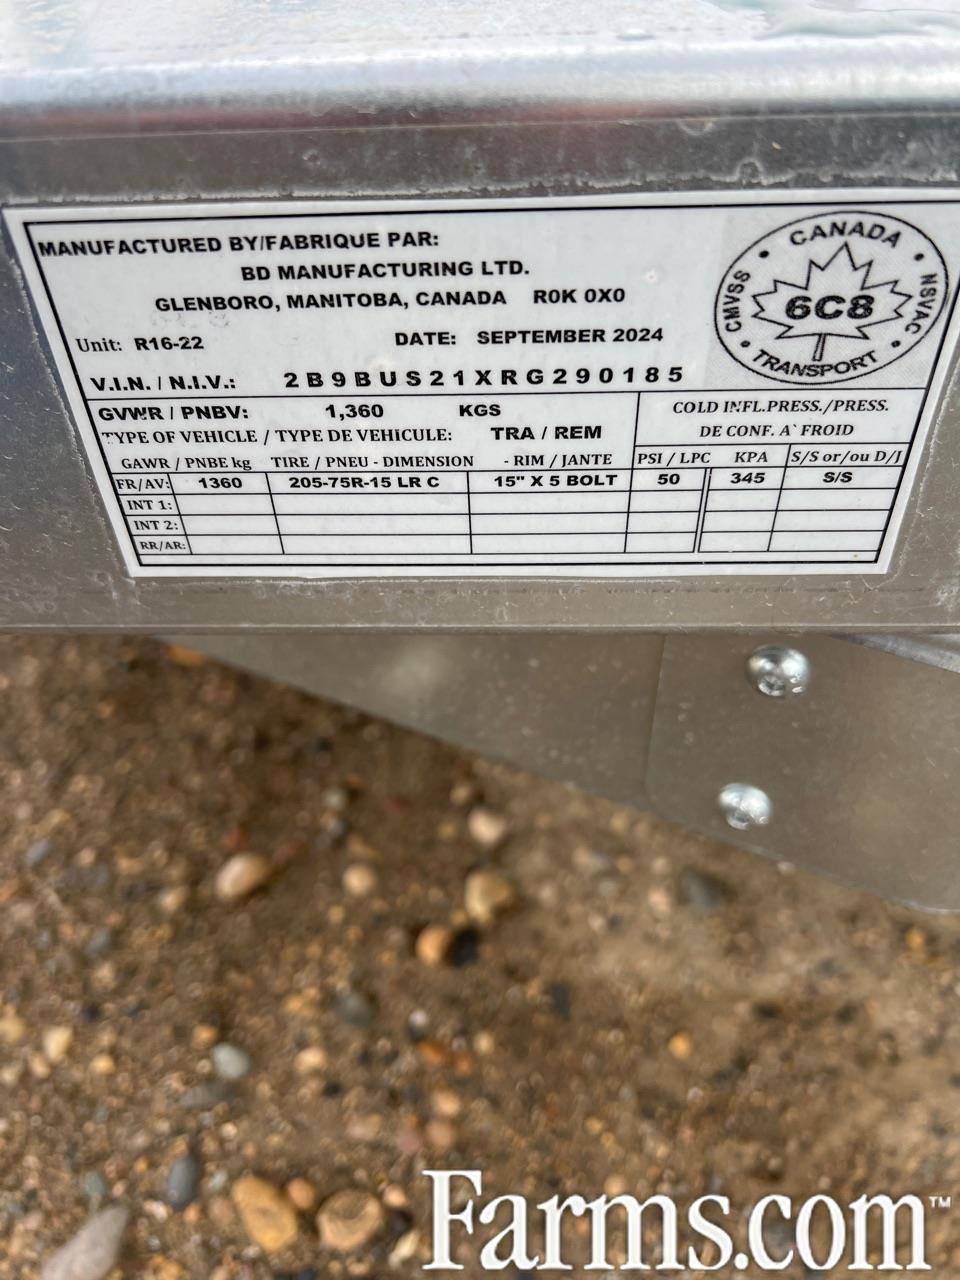 MANUFACTURED BY/FABRIQUE PAR:
BD MANUFACTURING LTD.
GLENBORO, MANITOBA, CANADA R0K 0X0
Unit: R16-22 DATE: SEPTEMBER 2024
V.I.N. / N.I.V.: 2B9BUS21XRG290185
GVWR / PNBV: 1,360 KGS
TYPE OF VEHICLE / TYPE DE VEHICULE: TRA / REM
COLD INFL.PRESS./PRESS.
DE CONF. A` FROID
GAWR / PNBE kg TIRE / PNEU - DIMENSION - RIM / JANTE PSI / LPC KPA S/S or/ou D/J
FR/AV: 1360 205-75R-15 LR C 15" X 5 BOLT 50 345 S/S
INT 1:
INT 2:
RR/AR:
CANADA
CMVSS
6C8
NSVAC
TRANSPORT
Farms.com™